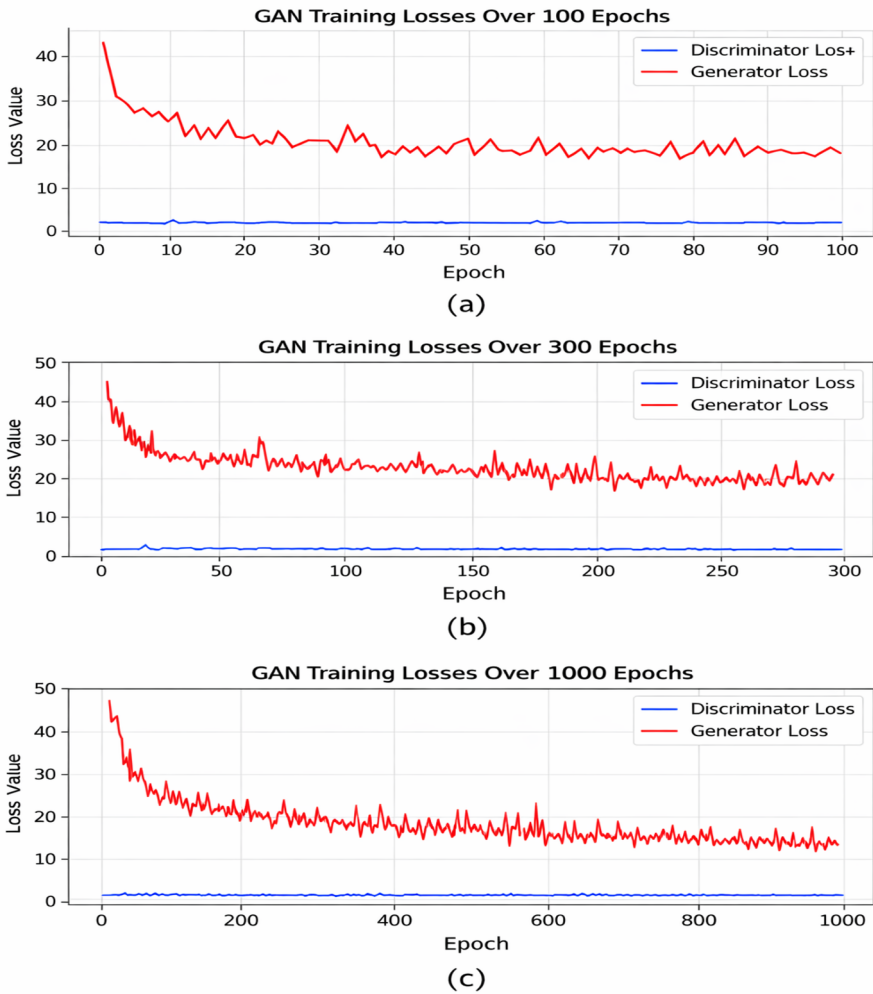 GAN Training Losses Over 100 Epochs
Discriminator Los+
Generator Loss
Loss Value
40
30
20
10
0
0 10 20 30 40 50 60 70 80 90 100
Epoch
(a)
GAN Training Losses Over 300 Epochs
Discriminator Loss
Generator Loss
Loss Value
50
40
30
20
10
0
0 50 100 150 200 250 300
Epoch
(b)
GAN Training Losses Over 1000 Epochs
Discriminator Loss
Generator Loss
Loss Value
50
40
30
20
10
0
0 200 400 600 800 1000
Epoch
(c)